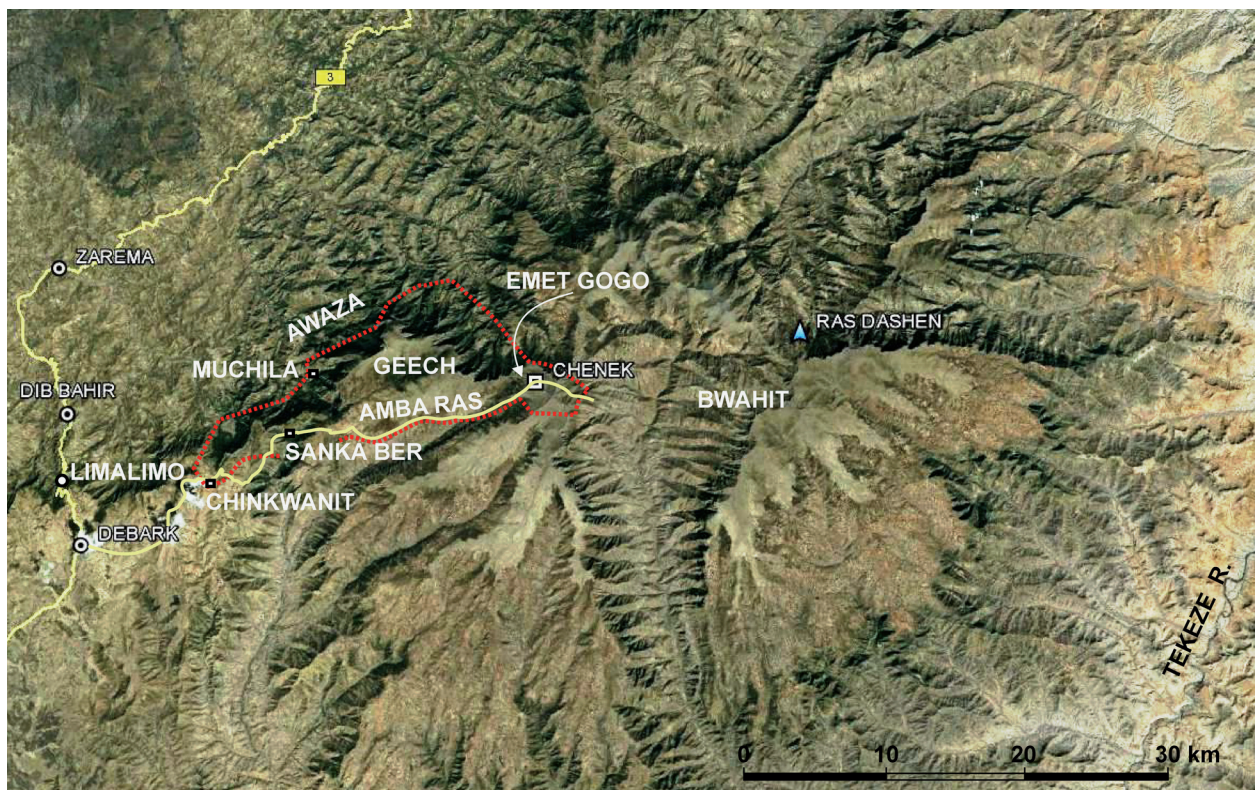 3
ZAREMA
EMET GOGO
AWAZA
RAS DASHEN
MUCHILA
GEECH
CHENEK
DIB BAHIR
AMBA RAS
BWAHIT
SANKA BER
LIMALIMO
CHINKWANIT
DEBARK
TEKEZE R.
0 10 20 30 km